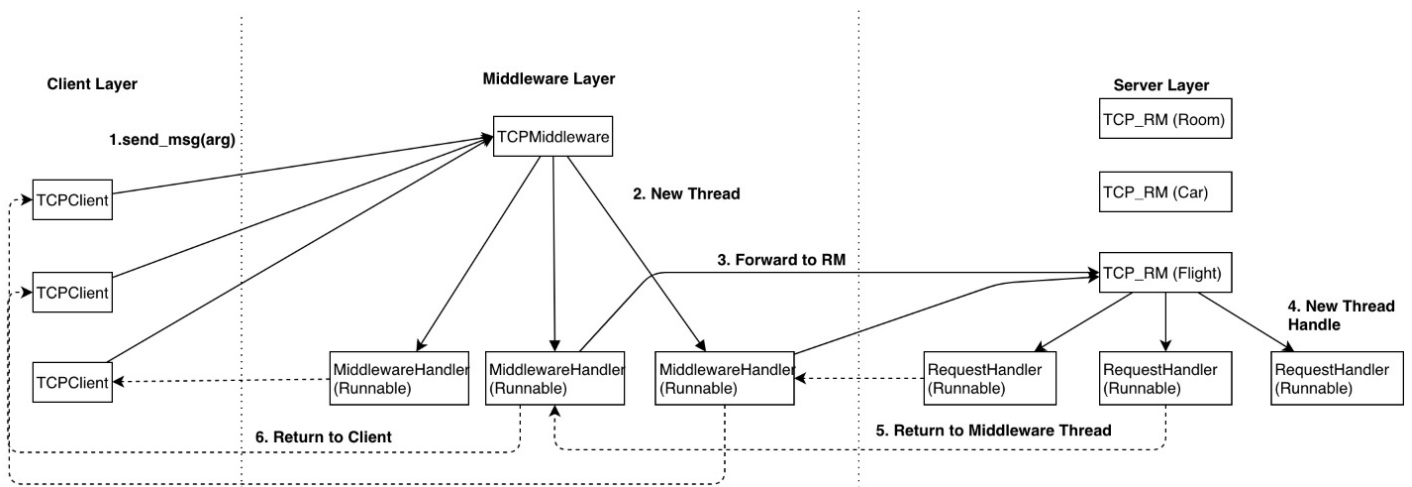 Client Layer
Middleware Layer
Server Layer
1.send_msg(arg)
TCPMiddleware
TCP_RM (Room)
TCPClient
2. New Thread
TCP_RM (Car)
TCPClient
3. Forward to RM
TCP_RM (Flight)
4. New Thread
Handle
TCPClient
MiddlewareHandler
(Runnable)
MiddlewareHandler
(Runnable)
MiddlewareHandler
(Runnable)
RequestHandler
(Runnable)
RequestHandler
(Runnable)
RequestHandler
(Runnable)
6. Return to Client
5. Return to Middleware Thread